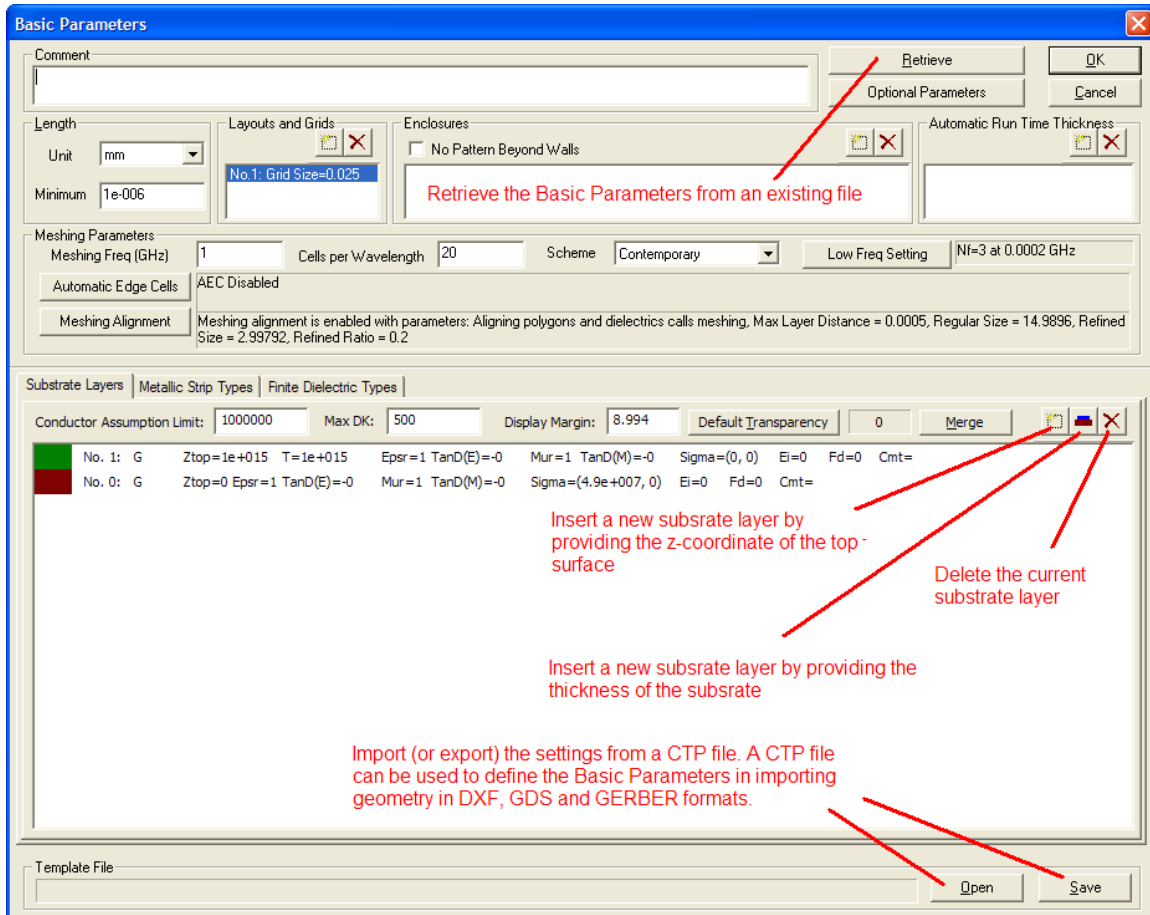 Basic Parameters
Comment
Retrieve
OK
Optional Parameters
Cancel
Length
Layouts and Grids
Enclosures
Automatic Run Time Thickness
Unit mm
No Pattern Beyond Walls
No.1: Grid Size=0.025
Minimum 1e-006
Retrieve the Basic Parameters from an existing file
Meshing Parameters
Meshing Freq (GHz) 1 Cells per Wavelength 20 Scheme Contemporary Low Freq Setting Nf=3 at 0.0002 GHz
Automatic Edge Cells AEC Disabled
Meshing Alignment Meshing alignment is enabled with parameters: Aligning polygons and dielectrics calls meshing, Max Layer Distance = 0.0005, Regular Size = 14.9896, Refined
Size = 2.99792, Refined Ratio = 0.2
Substrate Layers Metallic Strip Types Finite Dielectric Types
Conductor Assumption Limit: 1000000 Max DK: 500 Display Margin: 8.994 Default Transparency 0 Merge
No. 1: G Ztop=1e+015 T=1e+015 Epsr=1 TanD(E)=-0 Mur=1 TanD(M)=-0 Sigma=(0, 0) Ei=0 Fd=0 Cmt=
No. 0: G Ztop=0 Epsr=1 TanD(E)=-0 Mur=1 TanD(M)=-0 Sigma=(4.9e+007, 0) Ei=0 Fd=0 Cmt=
Insert a new subsrate layer by
providing the z-coordinate of the top -
surface
Delete the current
substrate layer
Insert a new subsrate layer by providing the
thickness of the subsrate
Import (or export) the settings from a CTP file. A CTP file
can be used to define the Basic Parameters in importing
geometry in DXF, GDS and GERBER formats.
Template File
Open
Save